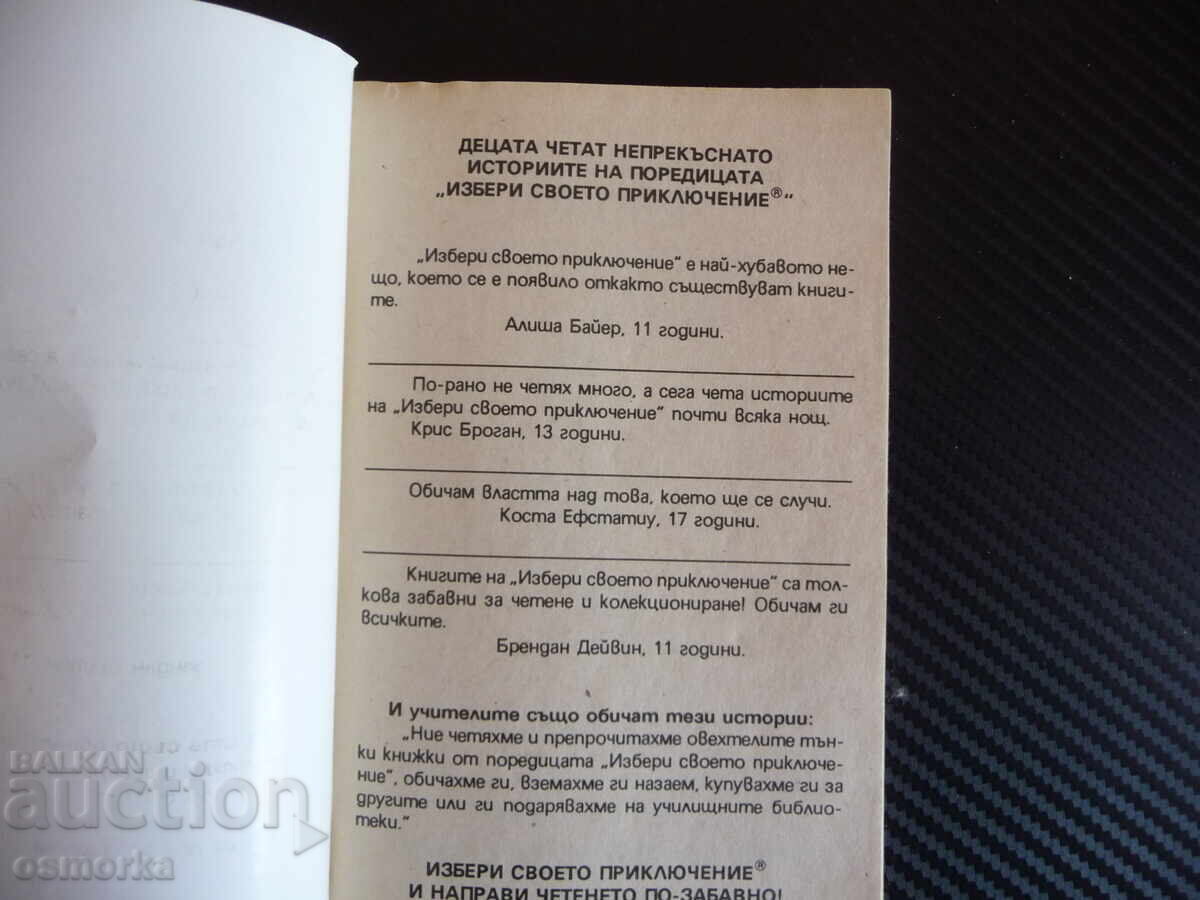 ДЕЦАТА ЧЕТАТ НЕПРЕКЪСНАТО
ИСТОРИИТЕ НА ПОРЕДИЦАТА
„ИЗБЕРИ СВОЕТО ПРИКЛЮЧЕНИЕ®“
„Избери своето приключение“ е най-хубавото не-
що, което се е появило откакто съществуват книги-
те.
Алиша Байер, 11 години.
По-рано не четях много, а сега чета историите
на „Избери своето приключение“ почти всяка нощ.
Крис Броган, 13 години.
Обичам властта над това, което ще се случи.
Коста Ефстатиу, 17 години.
Книгите на „Избери своето приключение“ са тол-
кова забавни за четене и колекциониране! Обичам ги
всичките.
Брендан Дейвин, 11 години.
И учителите също обичат тези истории:
„Ние четяхме и препрочитахме овехтелите тън-
ки книжки от поредицата „Избери своето приключе-
ние“, обичахме ги, вземахме ги назаем, купувахме ги за
другите или ги подарявахме на училищните библио-
теки.“
ИЗБЕРИ СВОЕТО ПРИКЛЮЧЕНИЕ®
И НАПРАВИ ЧЕТЕНЕТО ПО-ЗАБАВНО!
BALKAN
auction
osmorka